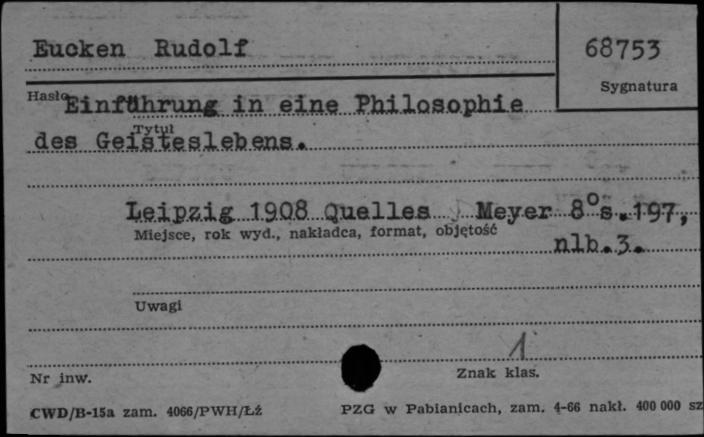 Eucken Rudolf
68753
Sygnatura
Hasło
Einführung in eine Philosophie
Tytuł
des Geisteslebens.
Leipzig 1908 Quelles Meyer 8°s.197,
Miejsce, rok wyd., nakładca, format, objętość
nlb.3.
Uwagi
1
Nr inw.
Znak klas.
CWD/B-15a zam. 4066/PWH/Łź
PZG w Pabianicach, zam. 4-66 nakł. 400 000 sz